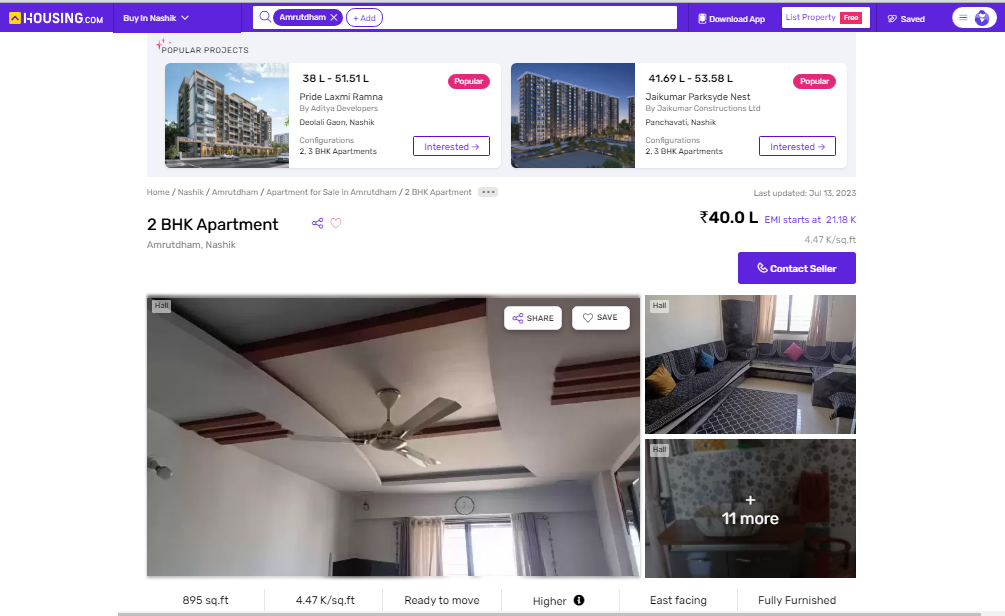 HOUSING.COM
Buy In Nashik
Amrutdham
+ Add
Download App
List Property Free
Saved
POPULAR PROJECTS
38 L - 51.51 L
Popular
Pride Laxmi Ramna
By Aditya Developers
Deolali Gaon, Nashik
Configurations
2, 3 BHK Apartments
Interested →
41.69 L - 53.58 L
Popular
Jaikumar Parksyde Nest
By Jaikumar Constructions Ltd
Panchavati, Nashik
Configurations
2, 3 BHK Apartments
Interested →
Home / Nashik / Amrutdham / Apartment for Sale in Amrutdham / 2 BHK Apartment
Last updated: Jul 13, 2023
2 BHK Apartment
₹40.0 L EMI starts at 21.18 K
Amrutdham, Nashik
4.47 K/sq.ft
Contact Seller
Hall
SHARE
SAVE
Hall
Hall
+
11 more
895 sq.ft
4.47 K/sq.ft
Ready to move
Higher
East facing
Fully Furnished